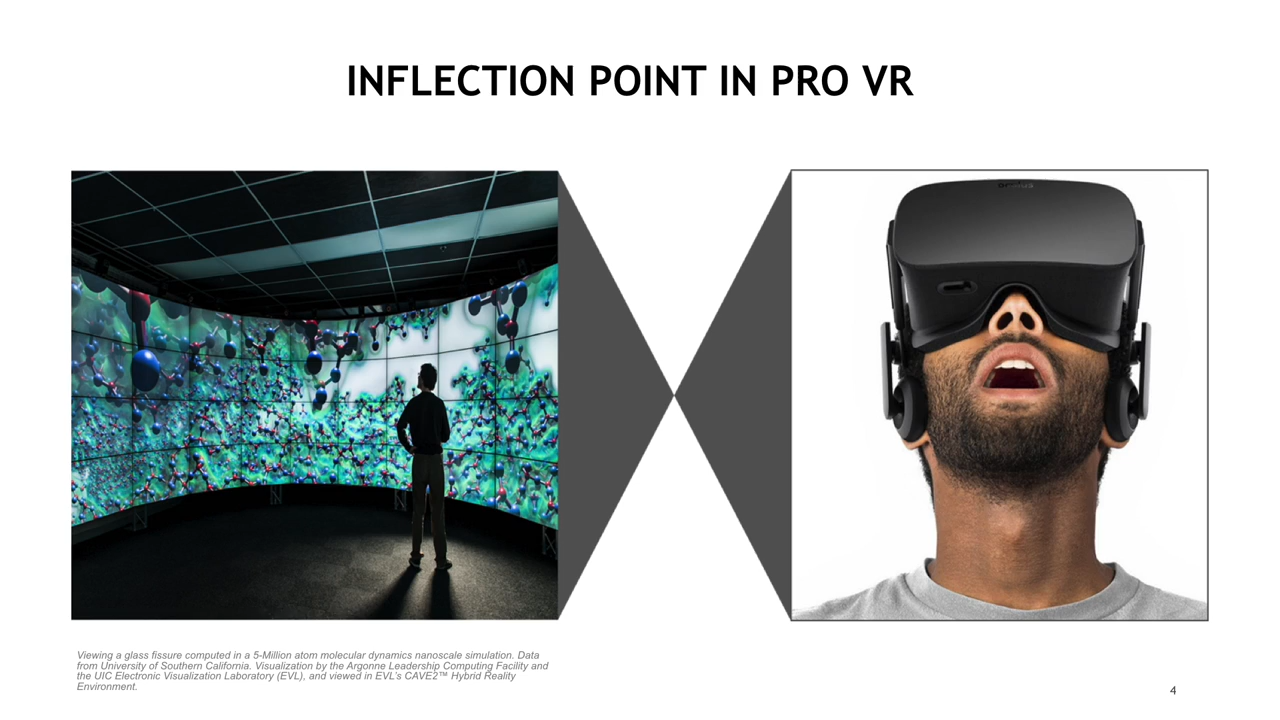 INFLECTION POINT IN PRO VR
oculus
Viewing a glass fissure computed in a 5-Million atom molecular dynamics nanoscale simulation. Data
from University of Southern California. Visualization by the Argonne Leadership Computing Facility and
the UIC Electronic Visualization Laboratory (EVL), and viewed in EVL's CAVE2™ Hybrid Reality
Environment.
4